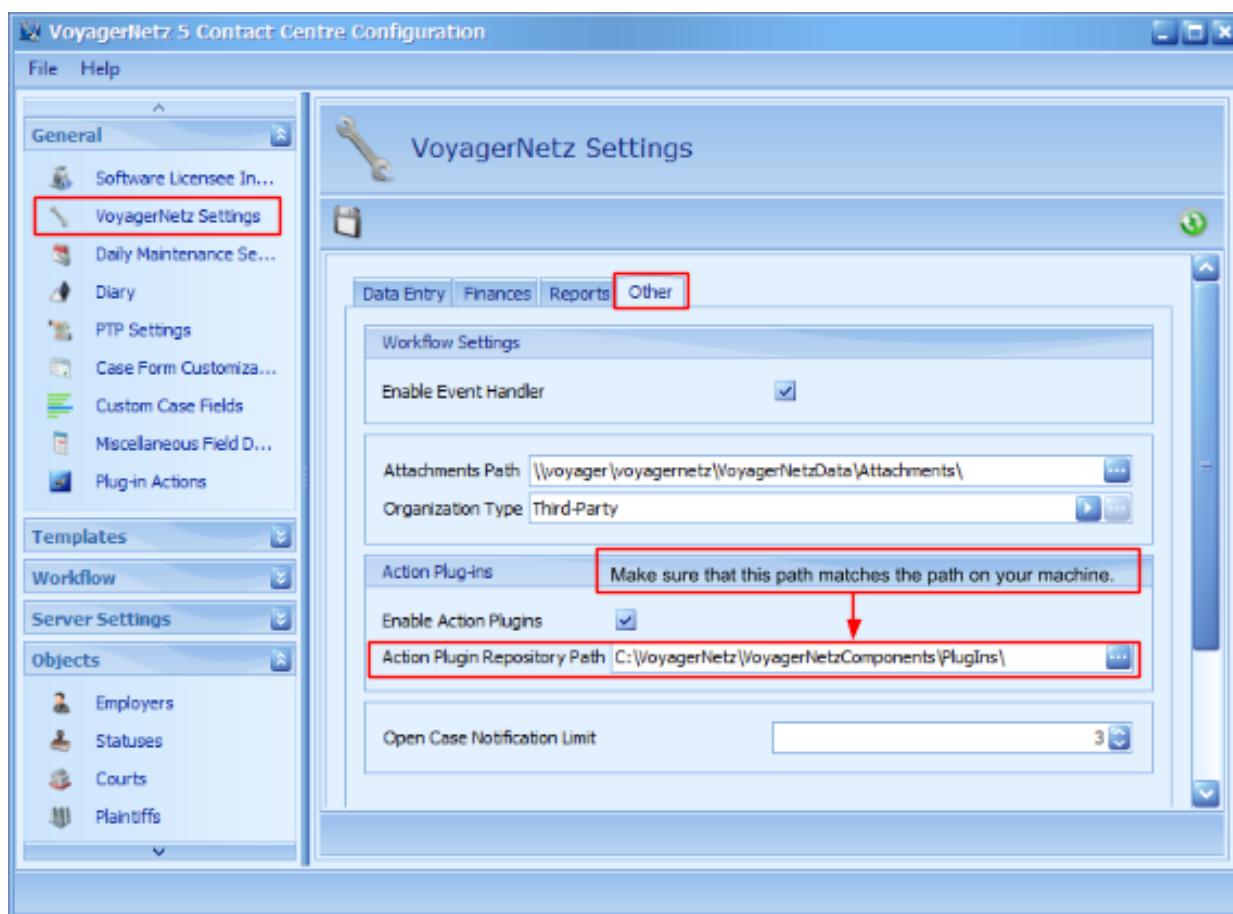 VoyagerNetz 5 Contact Centre Configuration
File Help
General
Software Licensee In...
VoyagerNetz Settings
Daily Maintenance Se...
Diary
PTP Settings
Case Form Customiza...
Custom Case Fields
Miscellaneous Field D...
Plug-in Actions
Templates
Workflow
Server Settings
Objects
Employers
Statuses
Courts
Plaintiffs
VoyagerNetz Settings
Data Entry Finances Reports Other
Workflow Settings
Enable Event Handler
Attachments Path \\voyager\voyagernetz\VoyagerNetzData\Attachments\
Organization Type Third-Party
Action Plug-ins
Make sure that this path matches the path on your machine.
Enable Action Plugins
Action Plugin Repository Path C:\VoyagerNetz\VoyagerNetzComponents\PlugIns\
Open Case Notification Limit 3